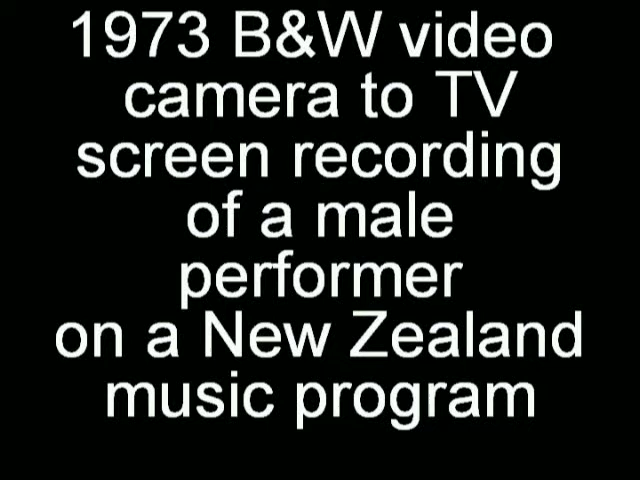 1973 B&W video
camera to TV
screen recording
of a male
performer
on a New Zealand
music program